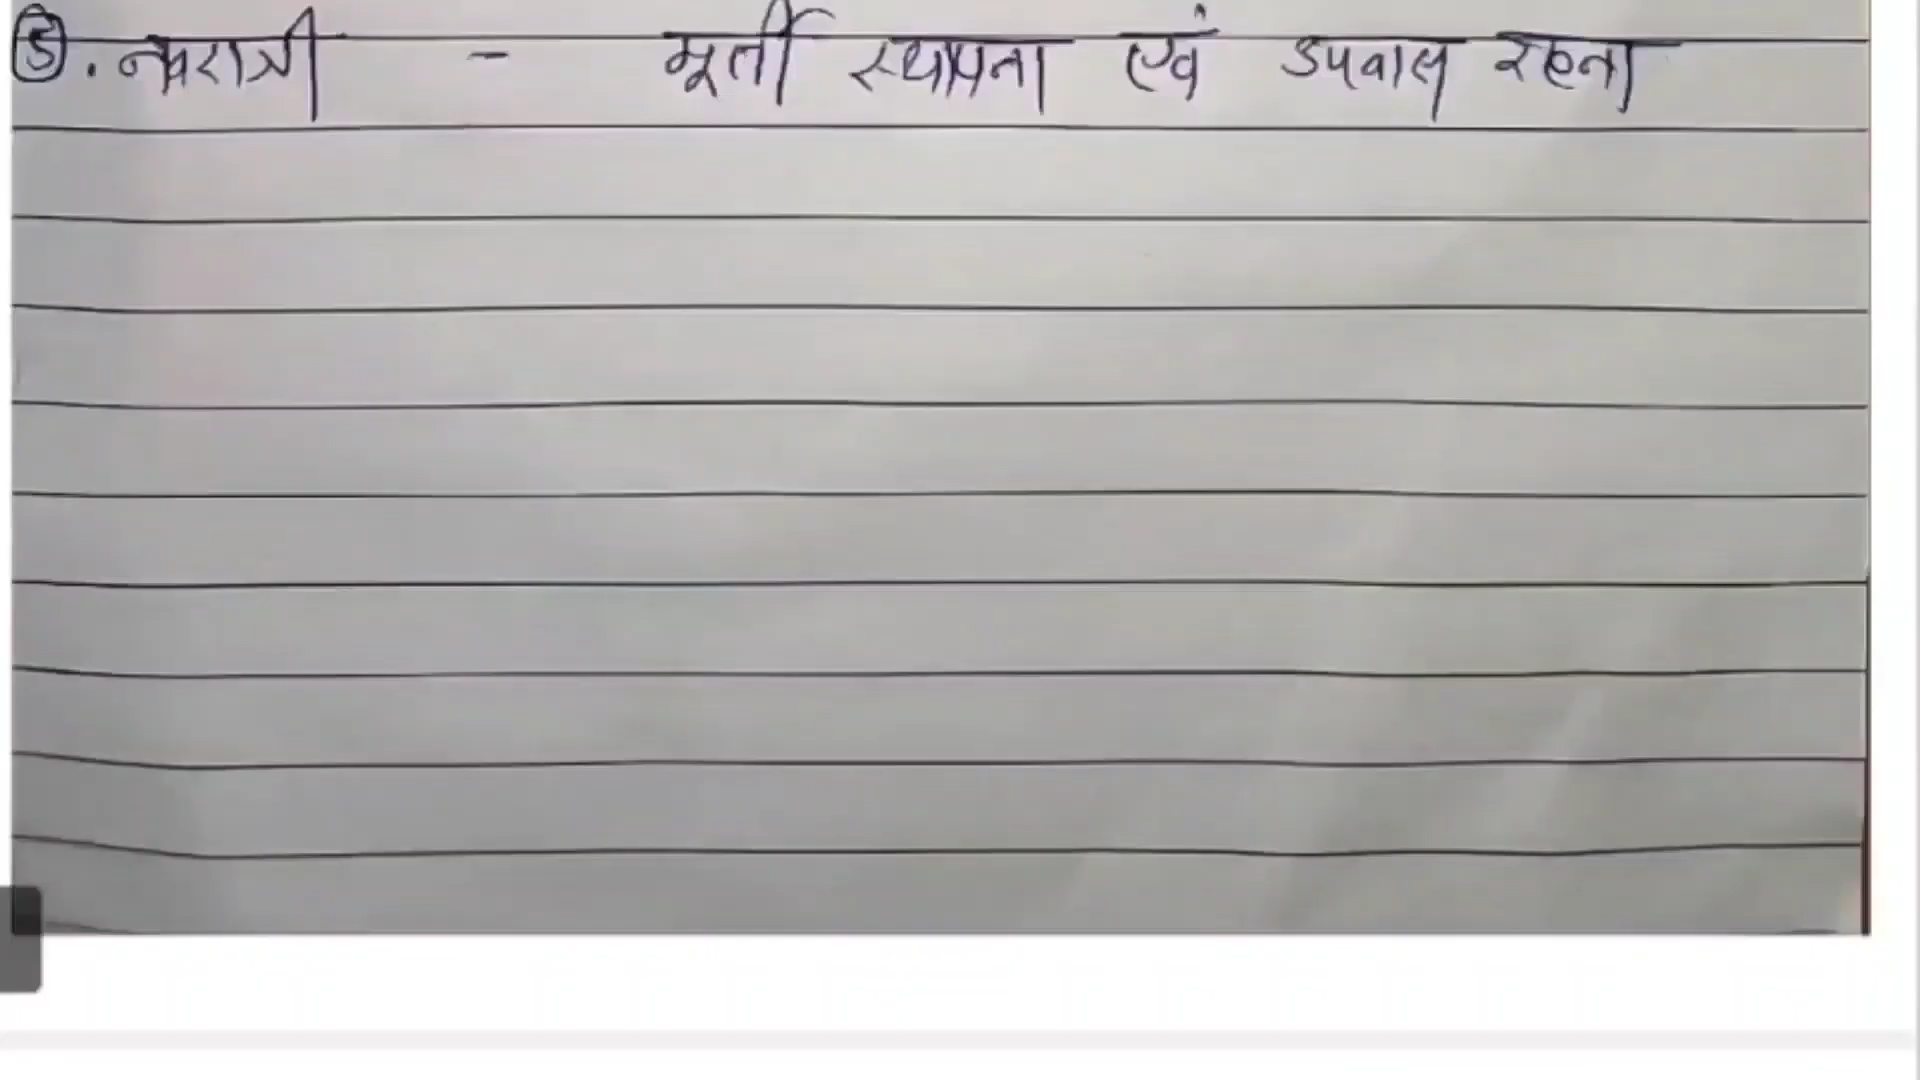 ⑤. नवरात्री - मूर्ती स्थापना एवं उपवास रहना